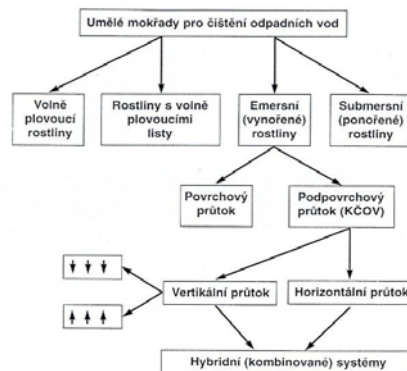 Umělé mokřady pro čištění odpadních vod
Volně
plovoucí
rostliny
Rostliny s volně
plovoucími
listy
Emersní
(vynořené)
rostliny
Submersní
(ponořené)
rostliny
Povrchový
průtok
Podpovrchový
průtok (KČOV)
Vertikální průtok
Horizontální průtok
Hybridní (kombinované) systémy